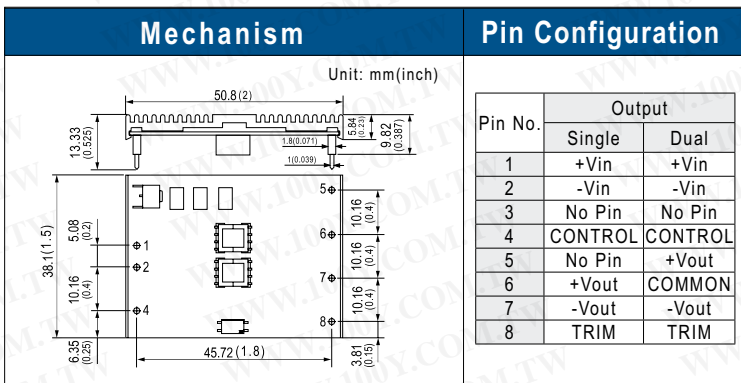 Mechanism
Pin Configuration
Unit: mm(inch)
50.8(2)
13.33
(0.525)
1.8(0.071)
1(0.039)
5.84
(0.23)
9.82
(0.387)
38.1(1.5)
5.08
(0.2)
10.16
(0.4)
6.35
(0.25)
1
2
4
5
6
7
8
10.16
(0.4)
10.16
(0.4)
10.16
(0.4)
3.81
(0.15)
45.72(1.8)
Pin No. Output
Single Dual
1 +Vin +Vin
2 -Vin -Vin
3 No Pin No Pin
4 CONTROL CONTROL
5 No Pin +Vout
6 +Vout COMMON
7 -Vout -Vout
8 TRIM TRIM
WWW.100Y.COM.TW